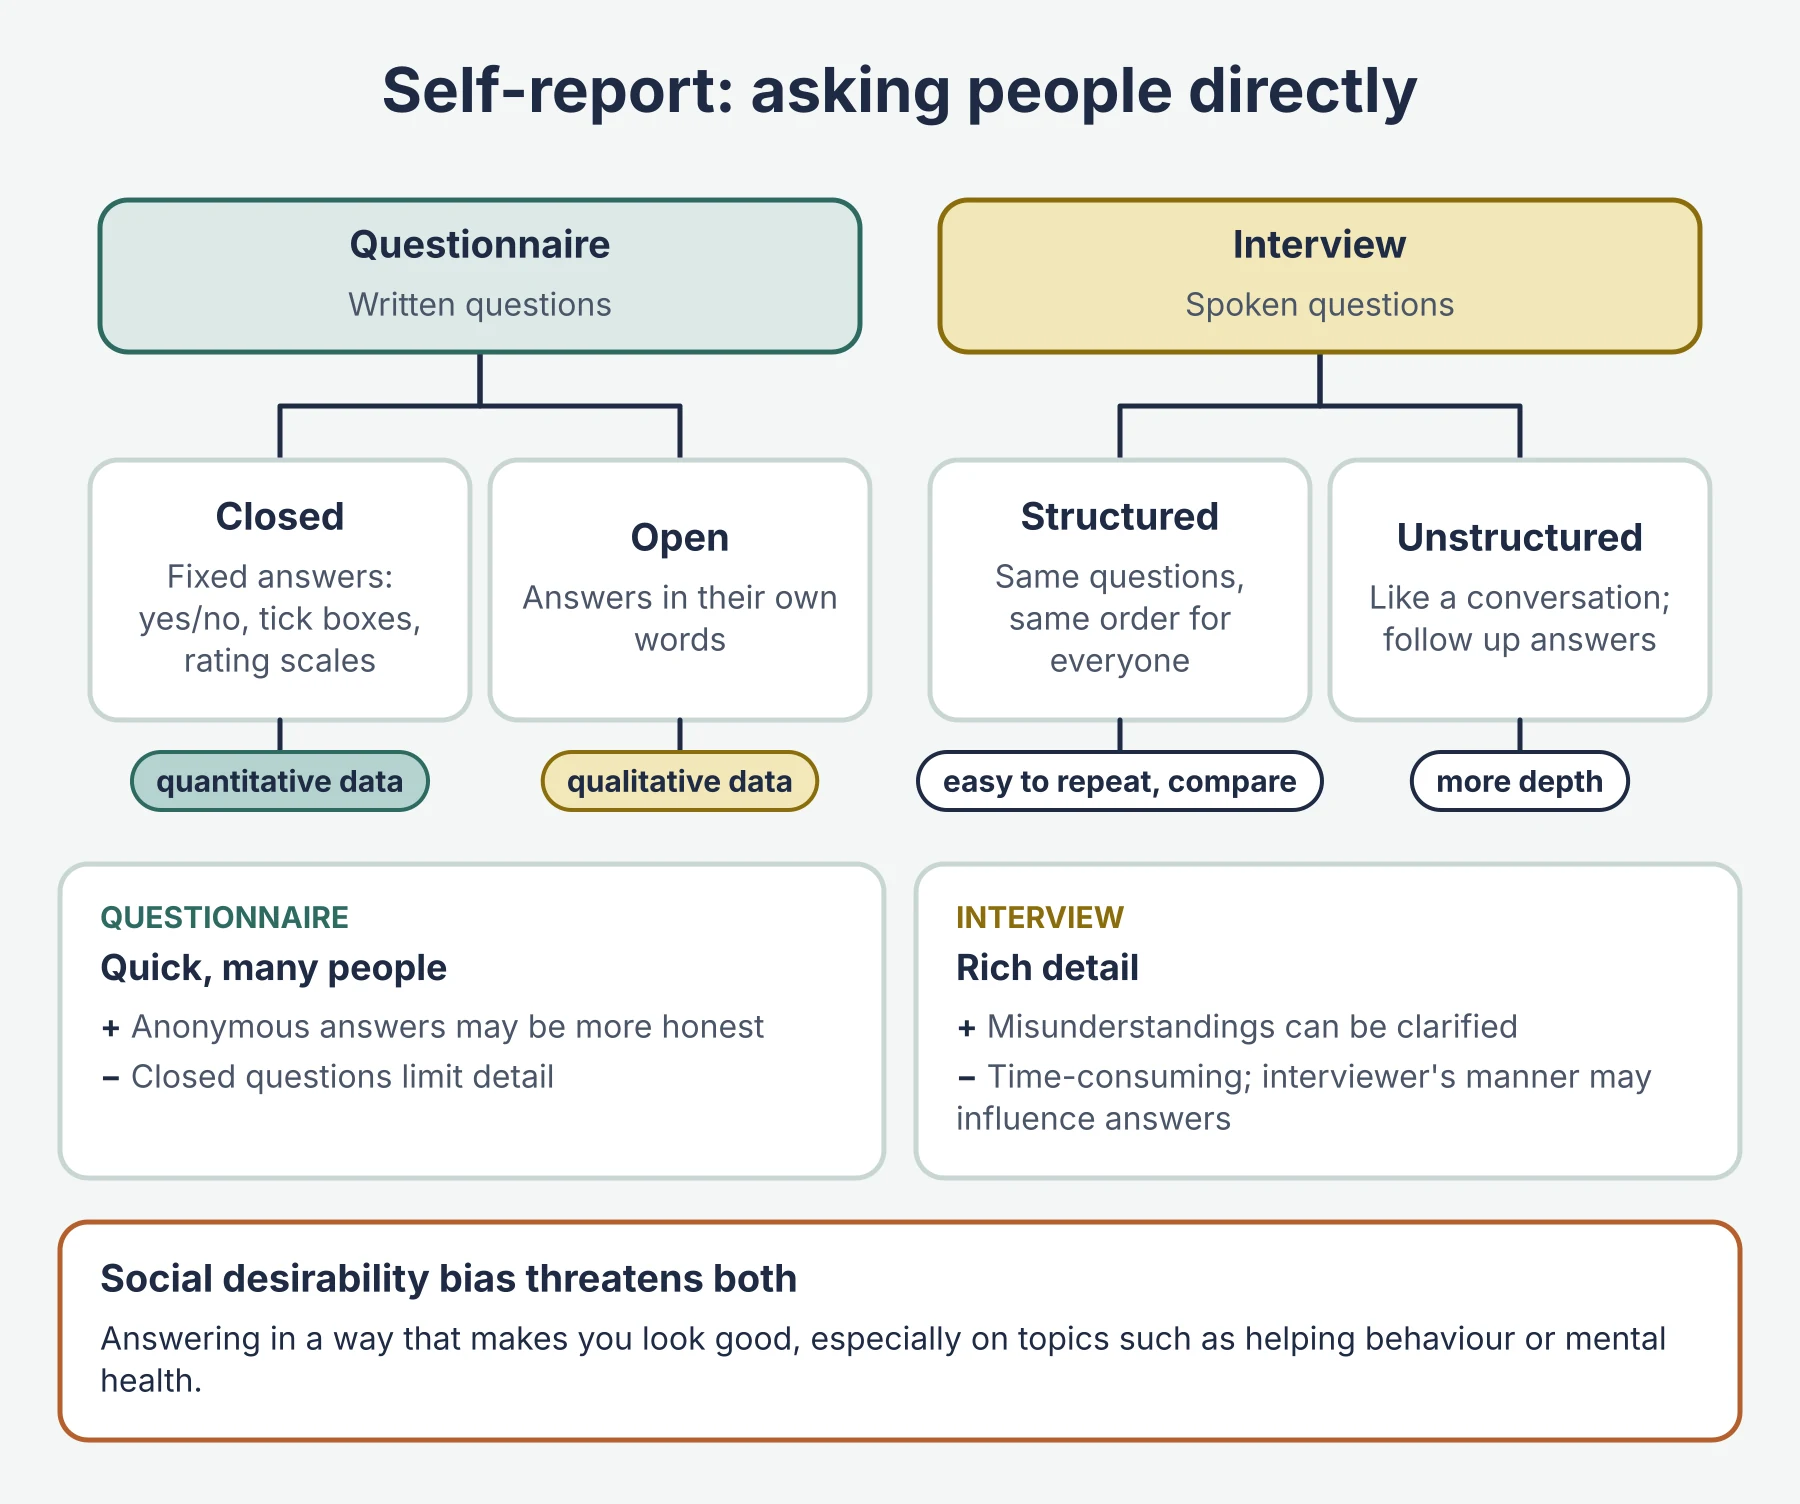 Self-report: asking people directly
Questionnaire
Written questions
Interview
Spoken questions
Closed
Fixed answers:
yes/no, tick boxes,
rating scales
Open
Answers in their own
words
Structured
Same questions,
same order for
everyone
Unstructured
Like a conversation;
follow up answers
quantitative data
qualitative data
easy to repeat, compare
more depth
QUESTIONNAIRE
Quick, many people
+ Anonymous answers may be more honest
– Closed questions limit detail
INTERVIEW
Rich detail
+ Misunderstandings can be clarified
– Time-consuming; interviewer's manner may
influence answers
Social desirability bias threatens both
Answering in a way that makes you look good, especially on topics such as helping behaviour or mental
health.